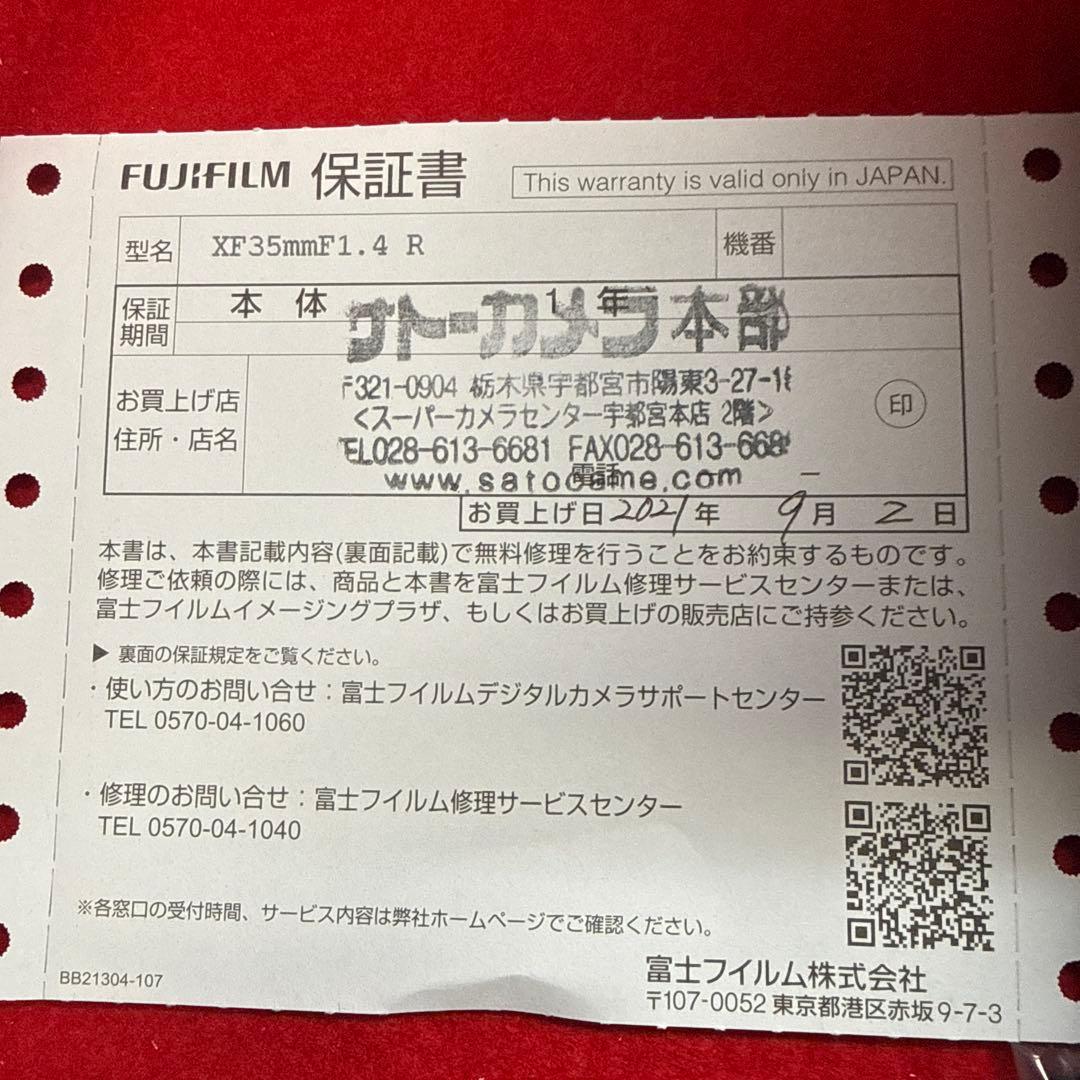 FUJIFILM 保証書 This warranty is valid only in JAPAN.
型名 XF35mmF1.4 R 機番
保証期間 本 体 1 年
サトーカメラ本部
お買上げ店
住所・店名
〒321-0904 栃木県宇都宮市陽東3-27-1
<スーパーカメラセンター宇都宮本店 2階>
印
TEL028-613-6681 FAX028-613-668
電話 -
www.satocame.com
お買上げ日 2021 年 9 月 2 日
本書は、本書記載内容(裏面記載)で無料修理を行うことをお約束するものです。
修理ご依頼の際には、商品と本書を富士フイルム修理サービスセンターまたは、
富士フイルムイメージングプラザ、もしくはお買上げの販売店にご持参ください。
▶ 裏面の保証規定をご覧ください。
・使い方のお問い合せ：富士フイルムデジタルカメラサポートセンター
TEL 0570-04-1060
・修理のお問い合せ：富士フイルム修理サービスセンター
TEL 0570-04-1040
※各窓口の受付時間、サービス内容は弊社ホームページでご確認ください。
BB21304-107
富士フイルム株式会社
〒107-0052 東京都港区赤坂9-7-3